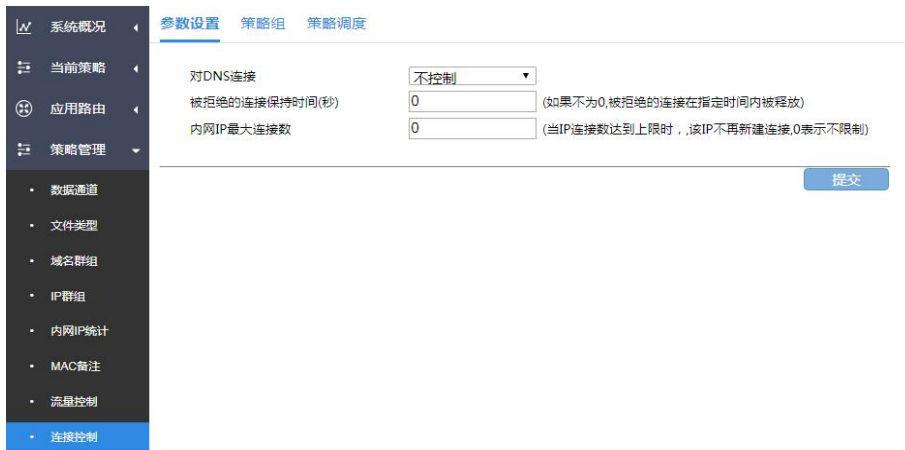 系统概况
当前策略
应用路由
策略管理
数据通道
文件类型
域名群组
IP群组
内网IP统计
MAC备注
流量控制
连接控制
参数设置 策略组 策略调度
对DNS连接 不控制
被拒绝的连接保持时间(秒) 0 (如果不为0,被拒绝的连接在指定时间内被释放)
内网IP最大连接数 0 (当IP连接数达到上限时，,该IP不再新建连接,0表示不限制)
提交